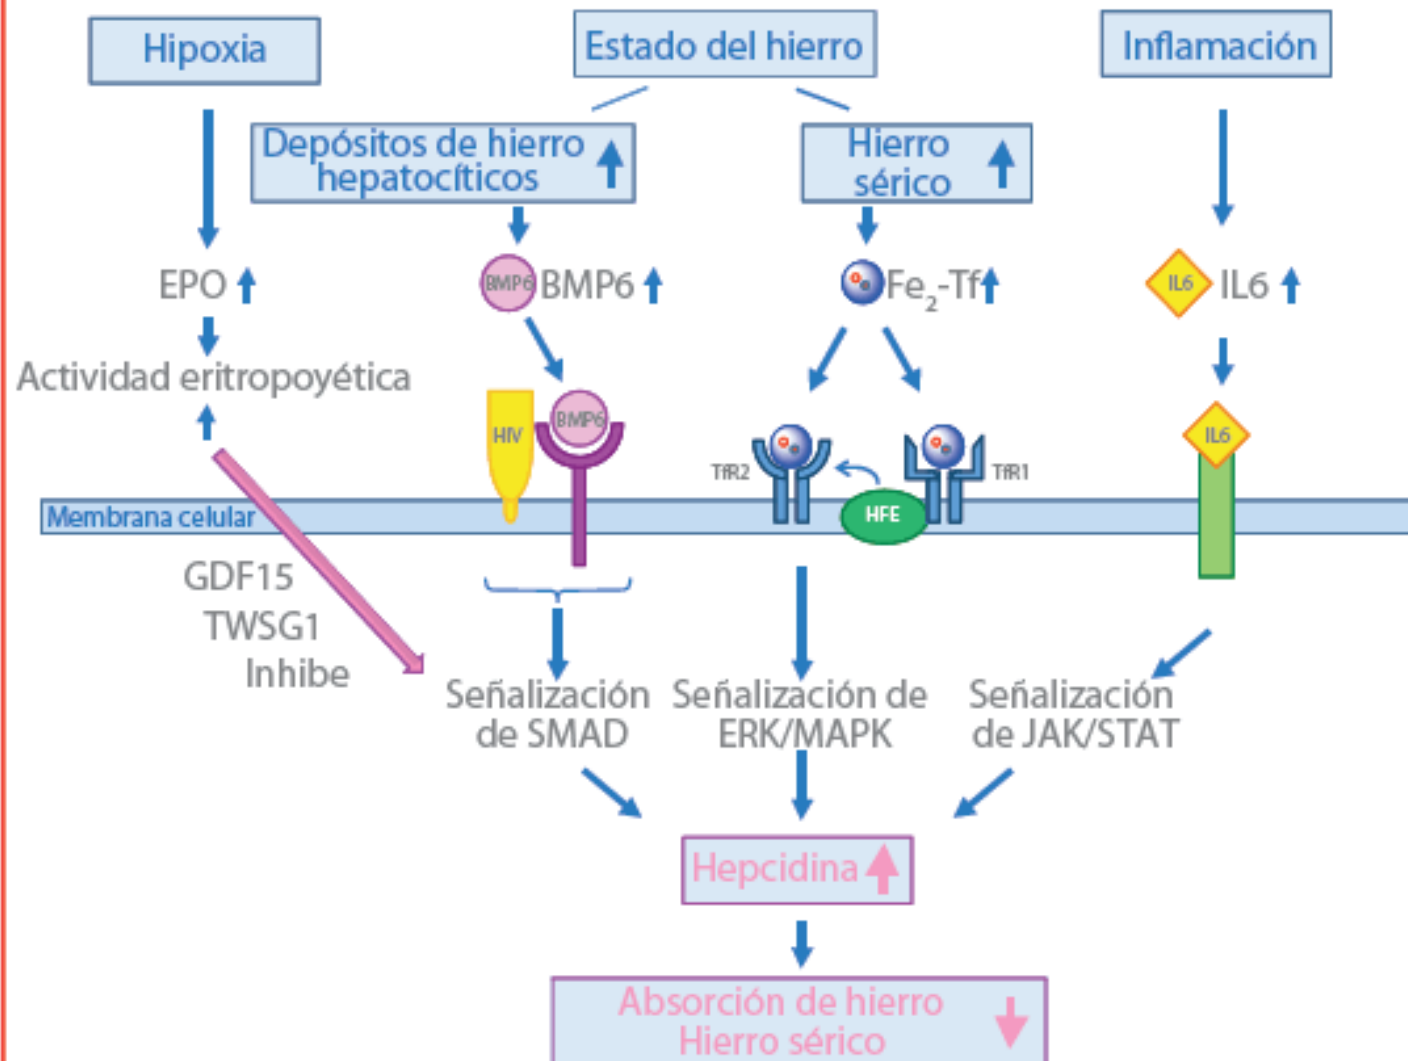 Hipoxia
Estado del hierro
Inflamación
Depósitos de hierro
hepatocíticos
Hierro
sérico
EPO
BMP6
BMP6
Fe2-Tf
IL6
IL6
Actividad eritropoyética
HIV
BMP6
TfR2
TfR1
HFE
IL6
Membrana celular
GDF15
TWSG1
Inhibe
Señalización
de SMAD
Señalización de
ERK/MAPK
Señalización
de JAK/STAT
Hepcidina
Absorción de hierro
Hierro sérico